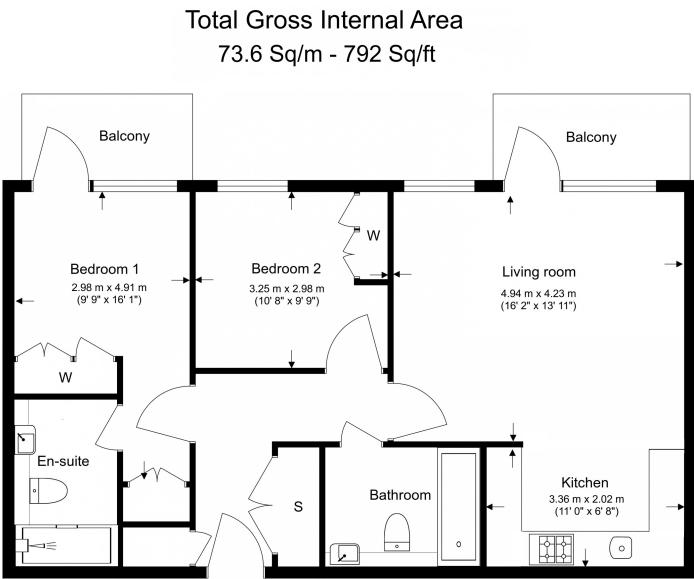 Total Gross Internal Area
73.6 Sq/m - 792 Sq/ft
Balcony
Balcony
Bedroom 1
2.98 m x 4.91 m
(9' 9" x 16' 1")
Bedroom 2
3.25 m x 2.98 m
(10' 8" x 9' 9")
W
Living room
4.94 m x 4.23 m
(16' 2" x 13' 11")
W
En-suite
S
Bathroom
Kitchen
3.36 m x 2.02 m
(11' 0" x 6' 8")